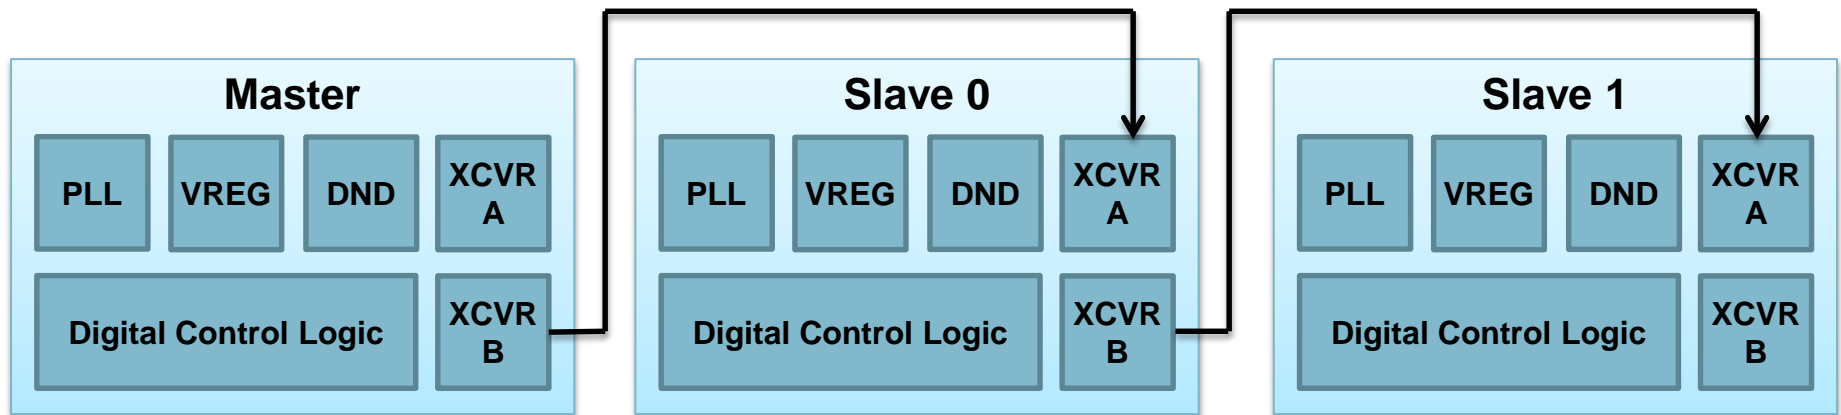 Master
PLL
VREG
DND
XCVR
A
Digital Control Logic
XCVR
B
Slave 0
PLL
VREG
DND
XCVR
A
Digital Control Logic
XCVR
B
Slave 1
PLL
VREG
DND
XCVR
A
Digital Control Logic
XCVR
B